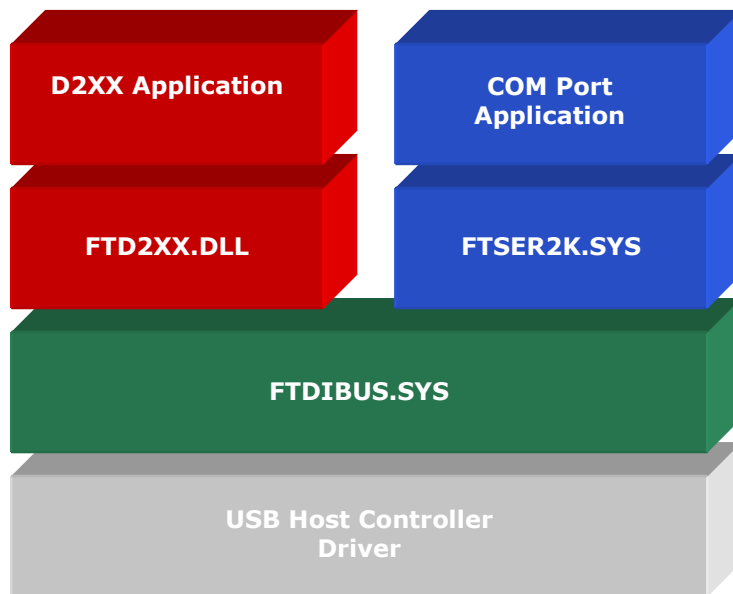 D2XX Application
COM Port
Application
FTD2XX.DLL
FTSER2K.SYS
FTDIBUS.SYS
USB Host Controller
Driver